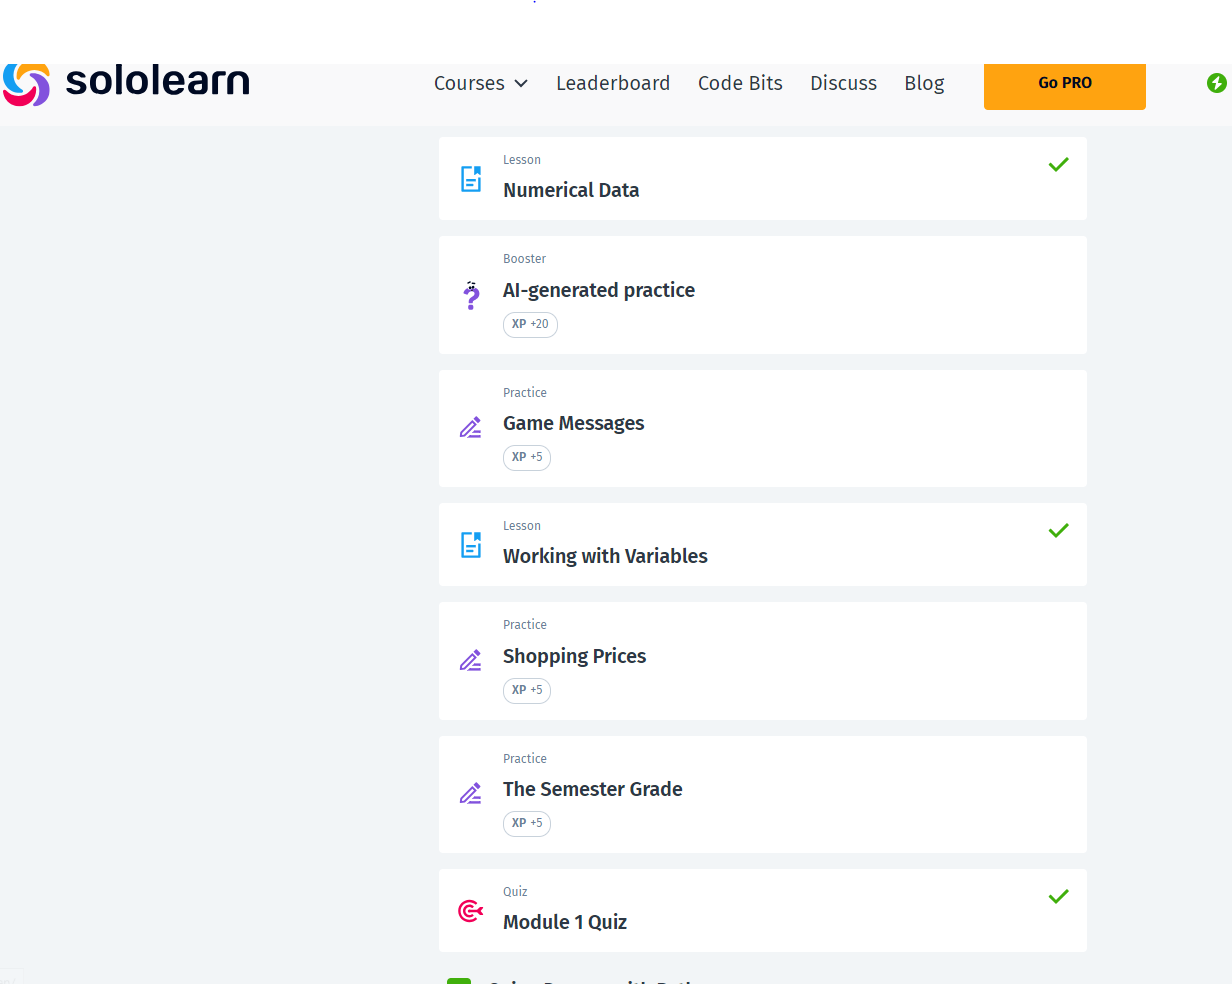 sololearn
Courses Leaderboard Code Bits Discuss Blog Go PRO
Lesson
Numerical Data
Booster
AI-generated practice
XP +20
Practice
Game Messages
XP +5
Lesson
Working with Variables
Practice
Shopping Prices
XP +5
Practice
The Semester Grade
XP +5
Quiz
Module 1 Quiz